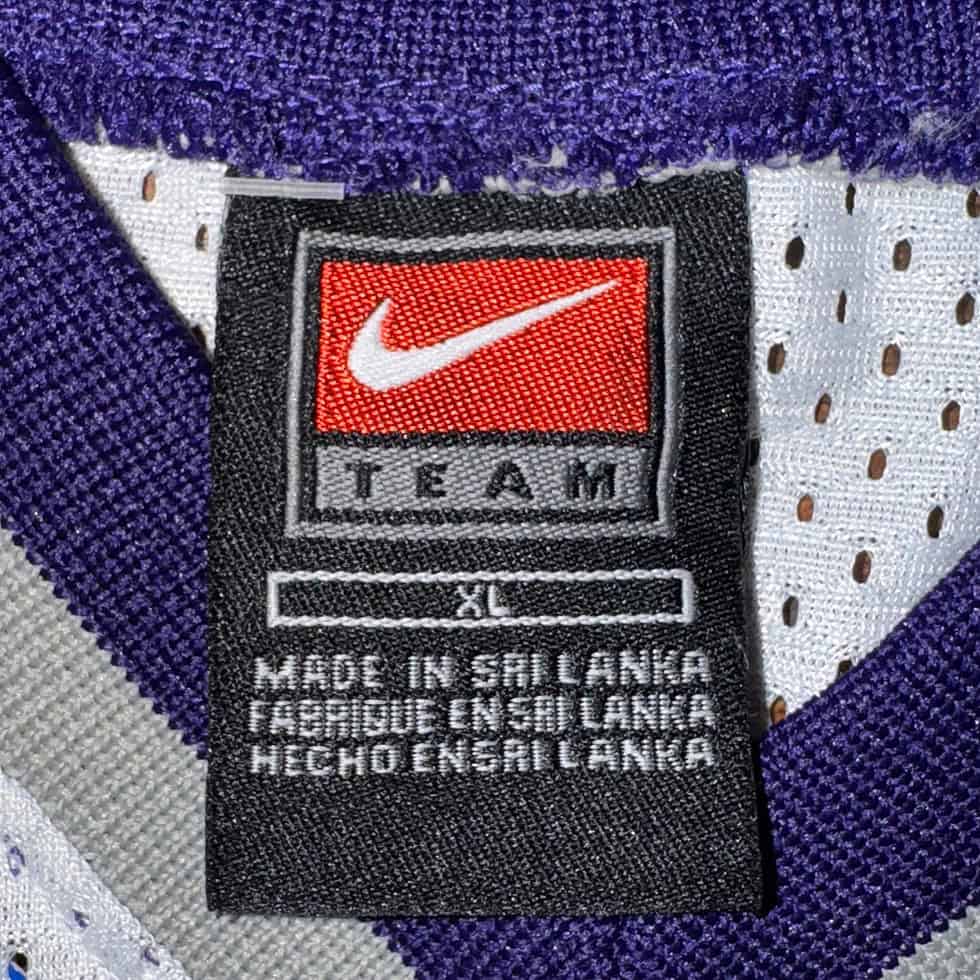 TEAM
XL
MADE IN SRI LANKA
FABRIQUE EN SRI LANKA
HECHO EN SRI LANKA